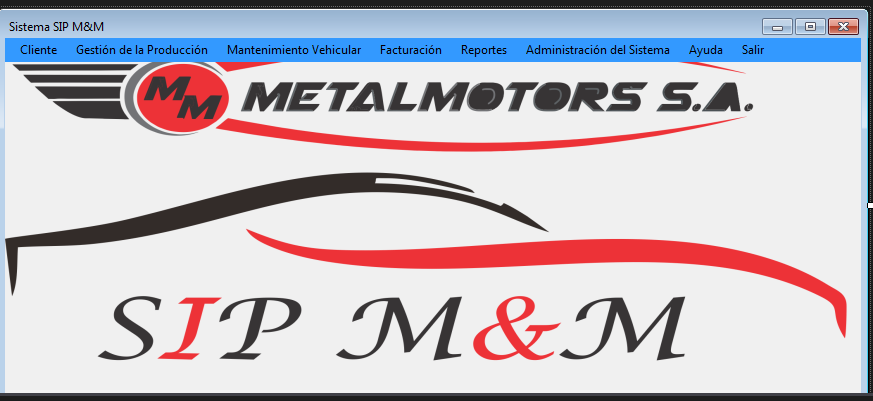 Sistema SIP M&M
Cliente Gestión de la Producción Mantenimiento Vehicular Facturación Reportes Administración del Sistema Ayuda Salir
MM METALMOTORS S.A.
SIP M&M